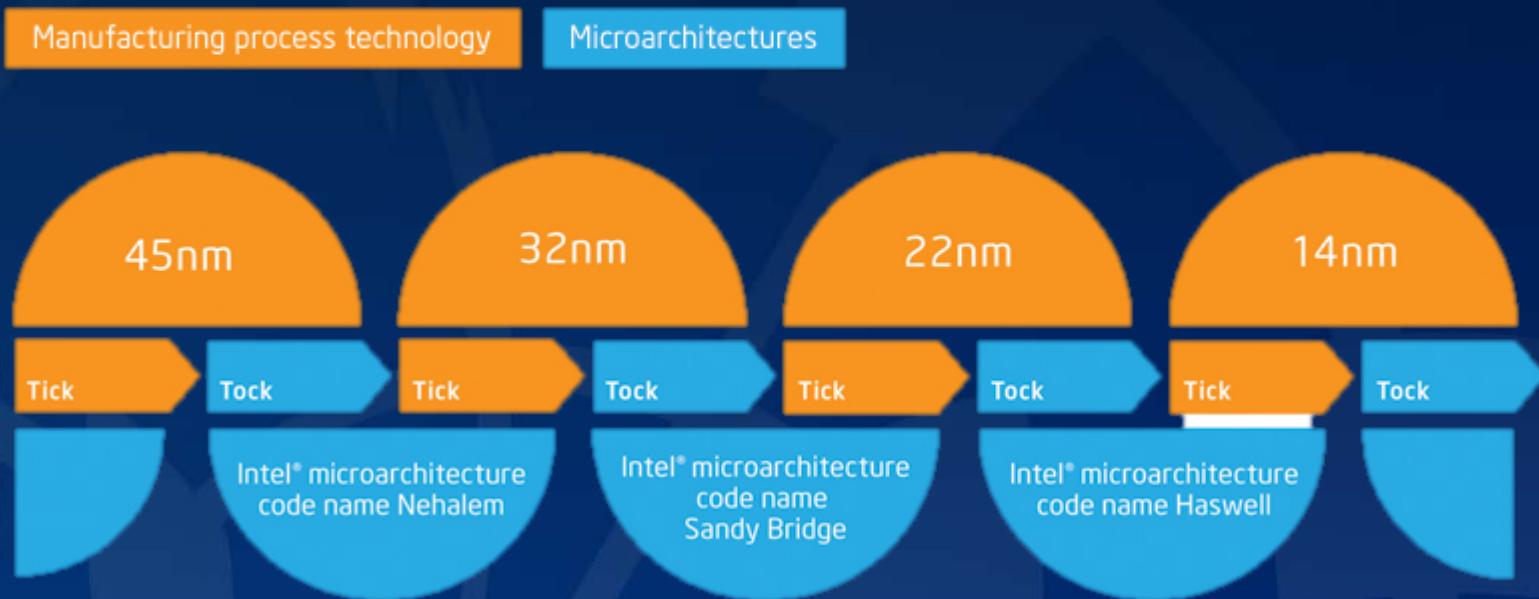 Manufacturing process technology
Microarchitectures
45nm
32nm
22nm
14nm
Tick
Tock
Tick
Tock
Tick
Tock
Tick
Tock
Intel® microarchitecture
code name Nehalem
Intel® microarchitecture
code name
Sandy Bridge
Intel® microarchitecture
code name Haswell